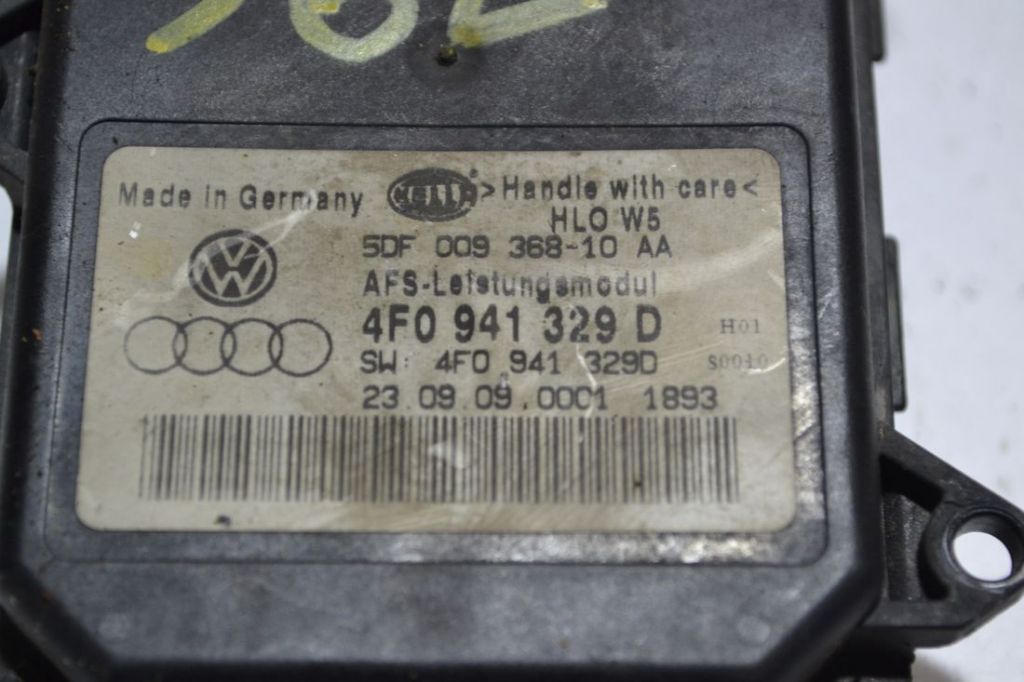 Made in Germany HELLA >Handle with care<
HLO W5
5DF 009 368-10 AA
AFS-Leistungsmodul
4F0 941 329 D H01
SW: 4F0 941 329D S0010
23.09.09.0001 1893